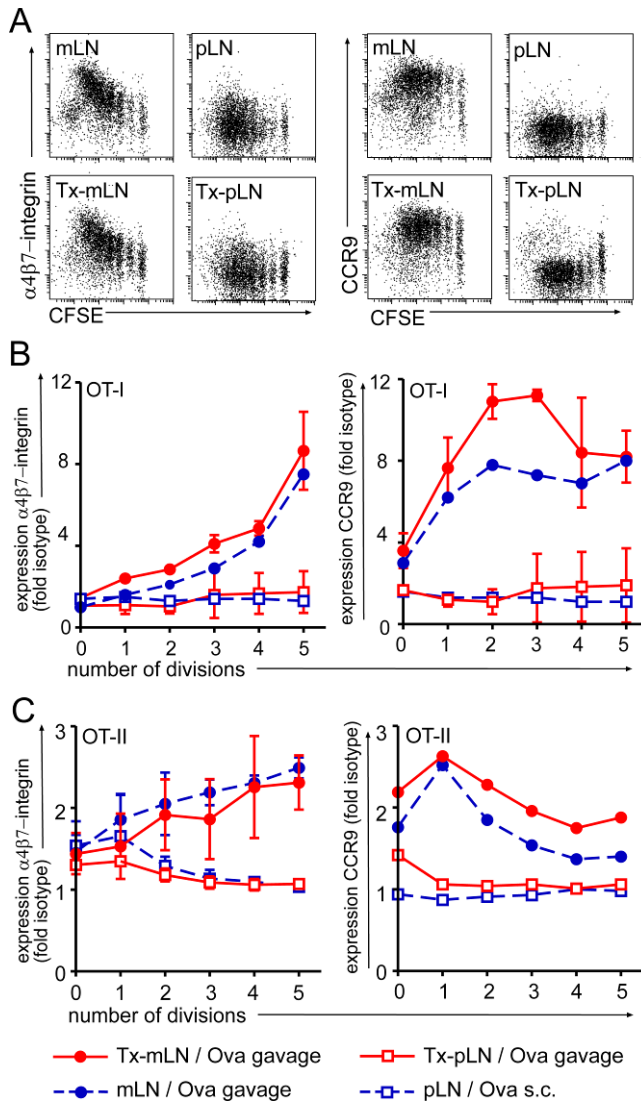 A
mLN
pLN
mLN
pLN
Tx-mLN
Tx-pLN
Tx-mLN
Tx-pLN
α4β7−integrin
CCR9
CFSE
CFSE
B
OT-I
OT-I
expression α4β7−integrin
(fold isotype)
expression CCR9 (fold isotype)
12
8
4
0
12
8
4
0
0 1 2 3 4 5
0 1 2 3 4 5
number of divisions
C
OT-II
OT-II
expression α4β7−integrin
(fold isotype)
expression CCR9 (fold isotype)
3
2
1
0
3
2
1
0
0 1 2 3 4 5
0 1 2 3 4 5
number of divisions
Tx-mLN / Ova gavage
Tx-pLN / Ova gavage
mLN / Ova gavage
pLN / Ova s.c.